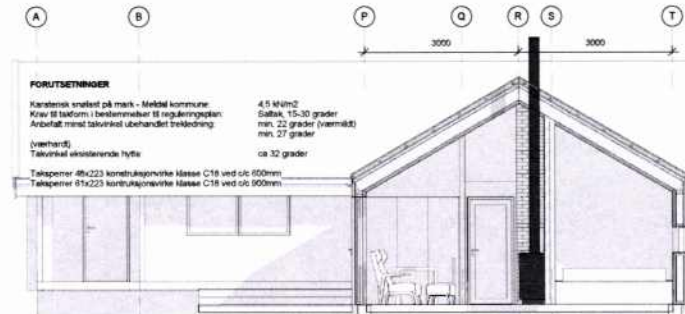 A B P Q R S T
3000 3000
FORUTSETNINGER
Karakterisk snølast på mark - Meldal kommune: 4,5 kN/m2
Krav til takform i bestemmelser til reguleringsplan: Saltak, 15-30 grader
Anbefalt minst takvinkel ubehandlet trekledning: min. 22 grader (værmildt)
min. 27 grader
(værhardt)
Takvinkel eksisterende hytte ca 32 grader
Taksperrer 48x223 konstruksjonsvirke klasse C18 ved c/c 600mm
Taksperrer 61x223 konstruksjonsvirke klasse C18 ved c/c 900mm